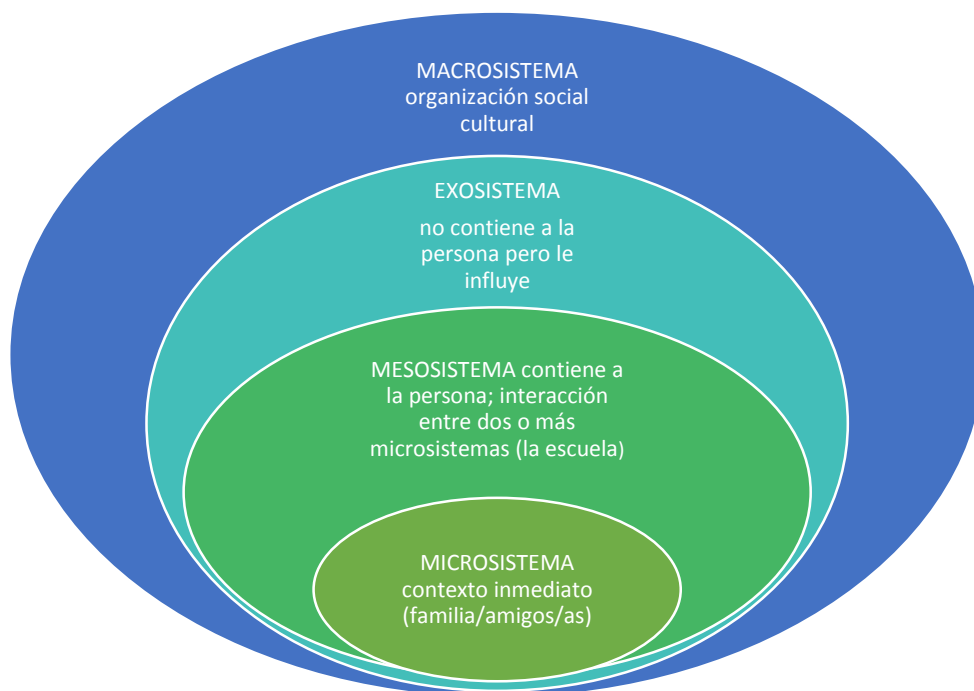 MACROSISTEMA
organización social
cultural
EXOSISTEMA
no contiene a la
persona pero le
influye
MESOSISTEMA contiene a
la persona; interacción
entre dos o más
microsistemas (la escuela)
MICROSISTEMA
contexto inmediato
(familia/amigos/as)